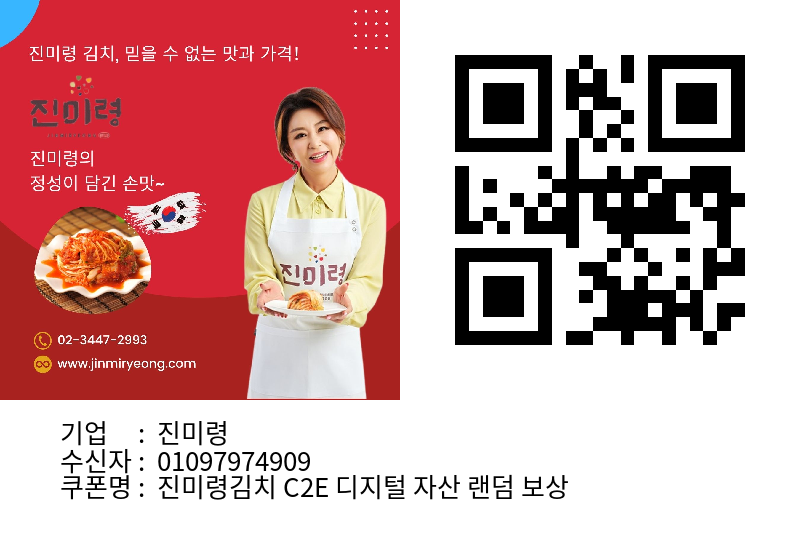 진미령 김치, 믿을 수 없는 맛과 가격!
진미령
진미령의
정성이 담긴 손맛~
진미령
02-3447-2993
www.jinmiryeong.com
기업 : 진미령
수신자 : 01097974909
쿠폰명 : 진미령김치 C2E 디지털 자산 랜덤 보상